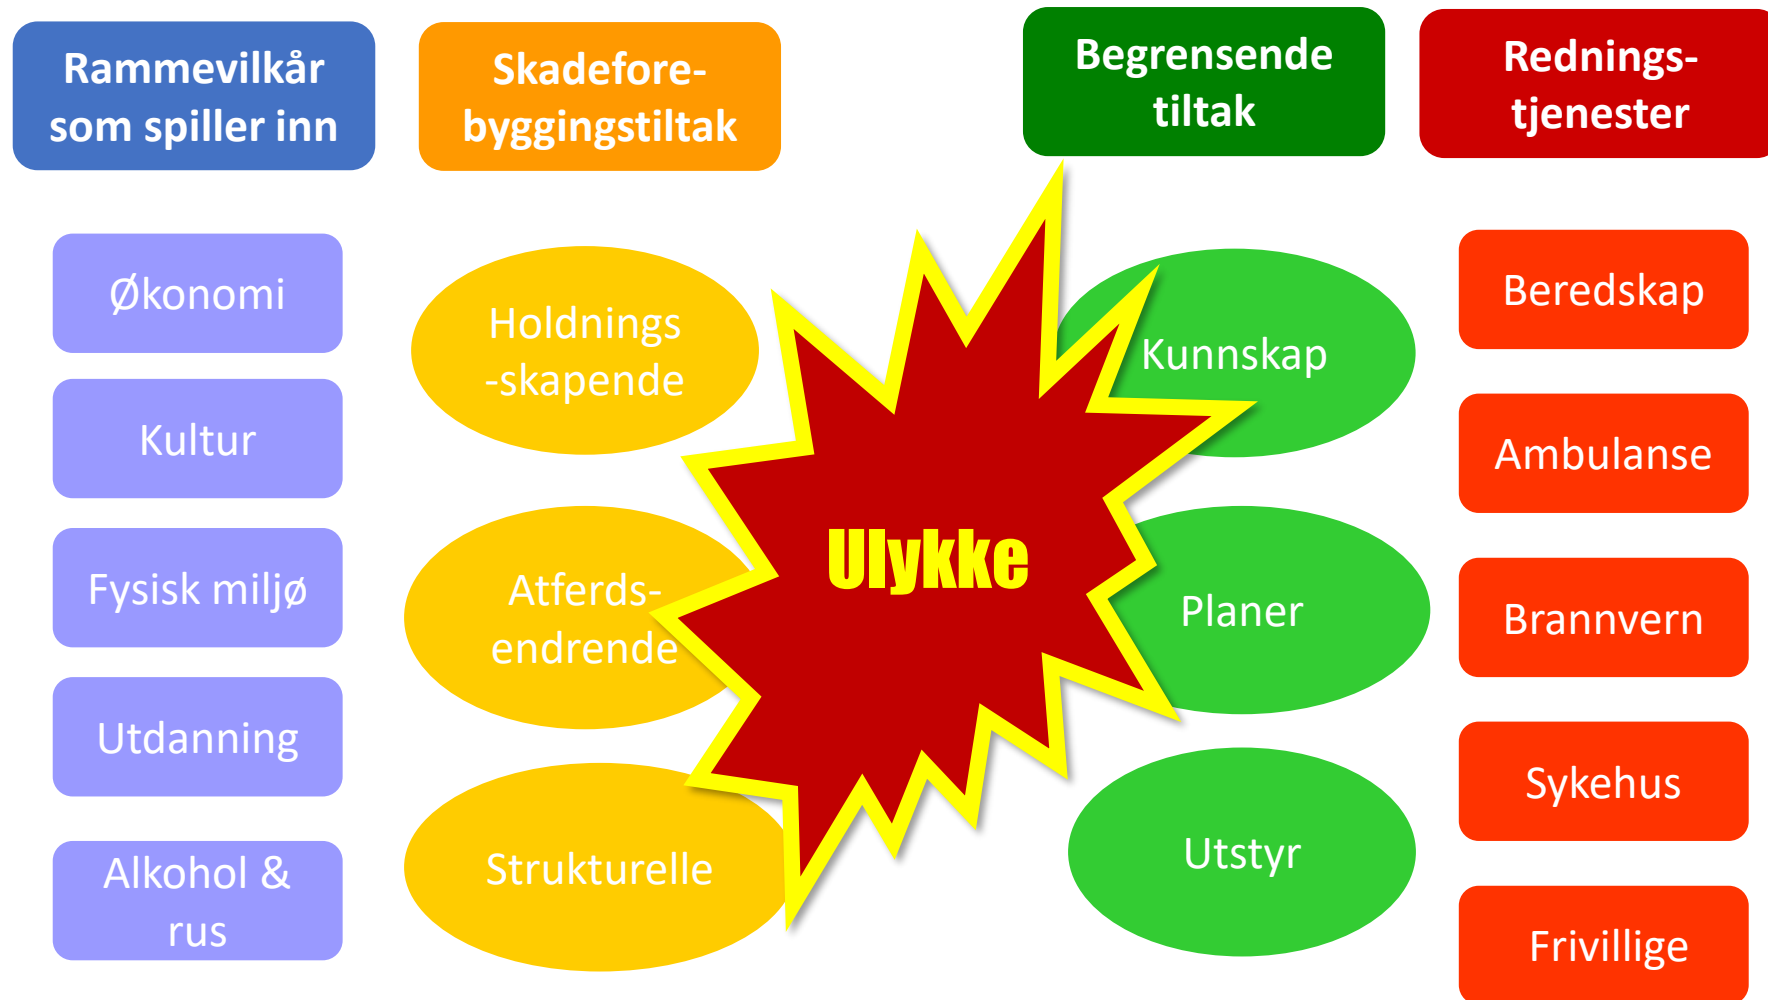 Rammevilkår
som spiller inn
Økonomi
Kultur
Fysisk miljø
Utdanning
Alkohol &
rus
Skadefore-
byggingstiltak
Holdnings
-skapende
Atferds-
endrende
Strukturelle
Ulykke
Begrensende
tiltak
Kunnskap
Planer
Utstyr
Rednings-
tjenester
Beredskap
Ambulanse
Brannvern
Sykehus
Frivillige